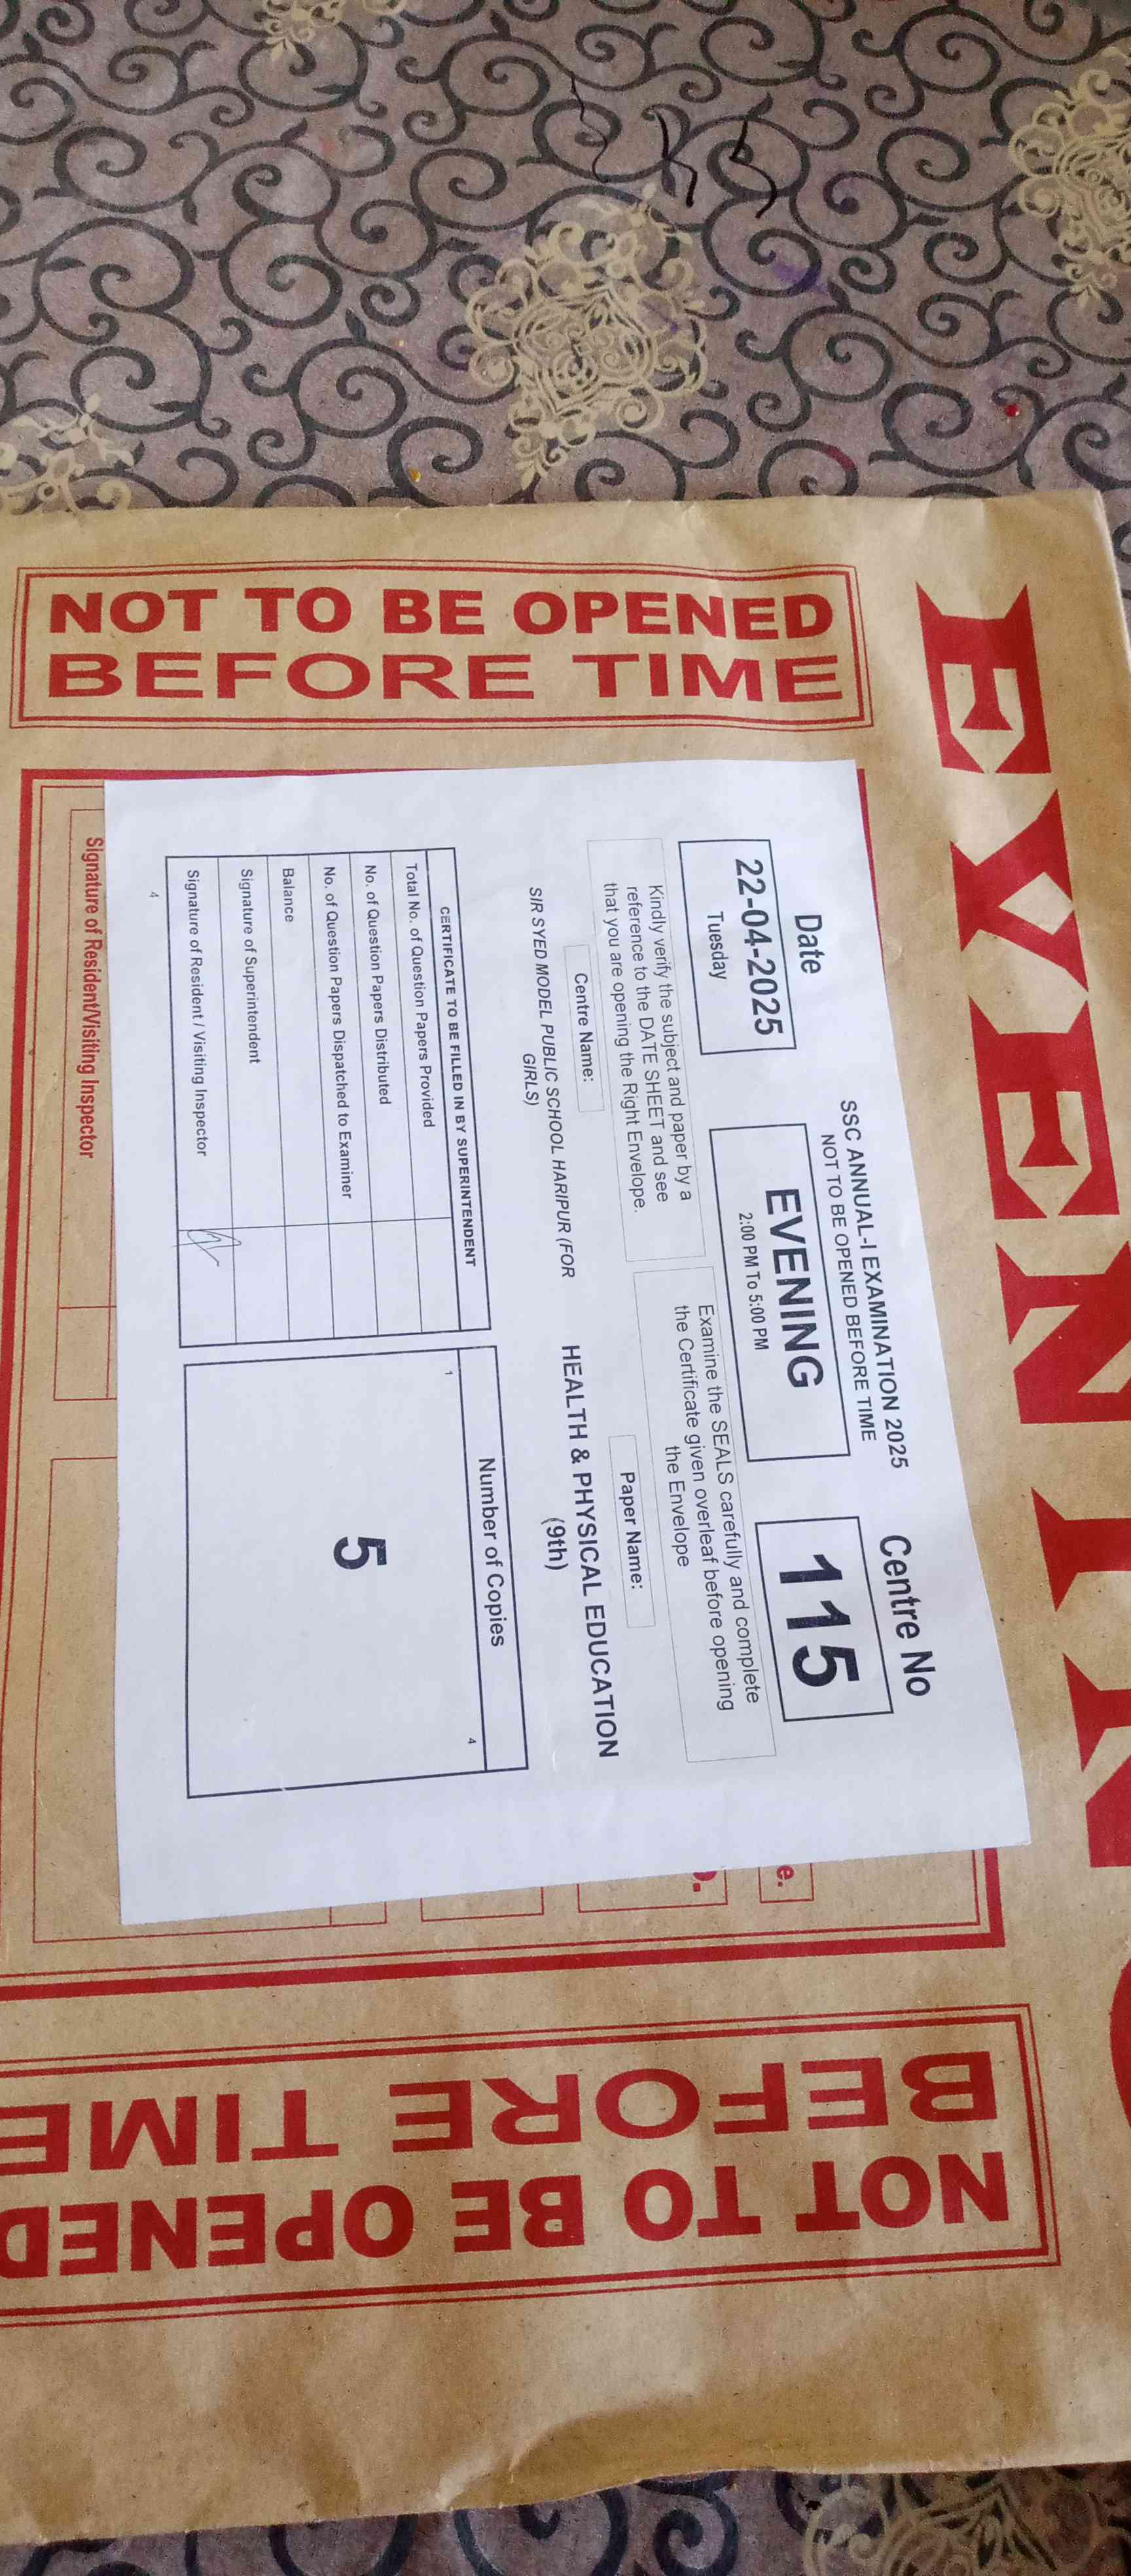 EVENING
NOT TO BE OPENED
BEFORE TIME
SSC ANNUAL-I EXAMINATION 2025
NOT TO BE OPENED BEFORE TIME
Date
22-04-2025
Tuesday
EVENING
2:00 PM To 5:00 PM
Centre No
115
Kindly verify the subject and paper by a
reference to the DATE SHEET and see
that you are opening the Right Envelope.
Examine the SEALS carefully and complete
the Certificate given overleaf before opening
the Envelope
Centre Name:
SIR SYED MODEL PUBLIC SCHOOL HARIPUR (FOR
GIRLS)
Paper Name:
HEALTH & PHYSICAL EDUCATION
(9th)
CERTIFICATE TO BE FILLED IN BY SUPERINTENDENT
Total No. of Question Papers Provided
No. of Question Papers Distributed
No. of Question Papers Dispatched to Examiner
Balance
Signature of Superintendent
Signature of Resident / Visiting Inspector
4
Number of Copies
1
4
5
e.
Signature of Resident/Visiting Inspector
NOT TO BE OPENED
BEFORE TIME